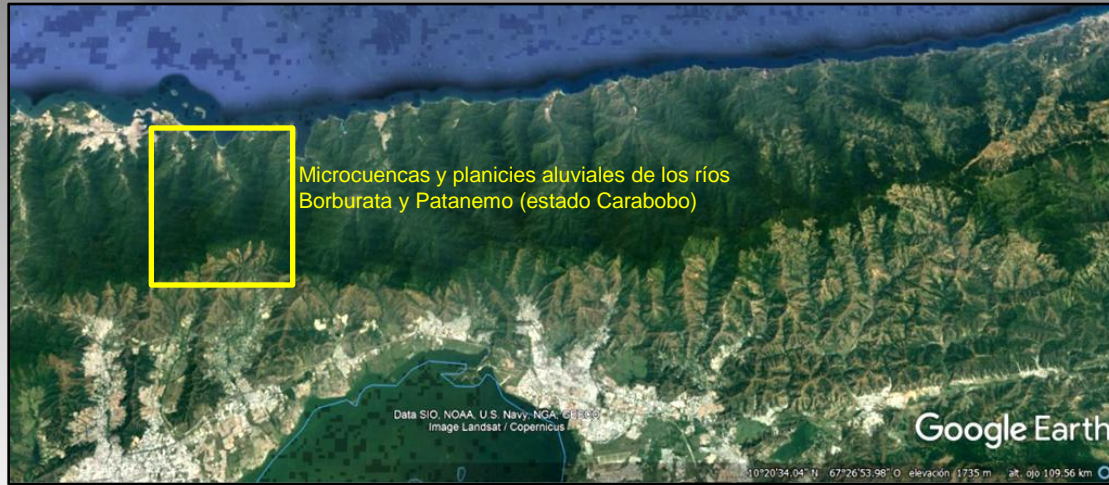 Microcuencas y planicies aluviales de los ríos
Borburata y Patanemo (estado Carabobo)
Data SIO, NOAA, U.S. Navy, NGA, GEBCO
Image Landsat / Copernicus
Google Earth
10°20'34.04" N 67°26'53.98" O elevación 1735 m alt. ojo 109.56 km